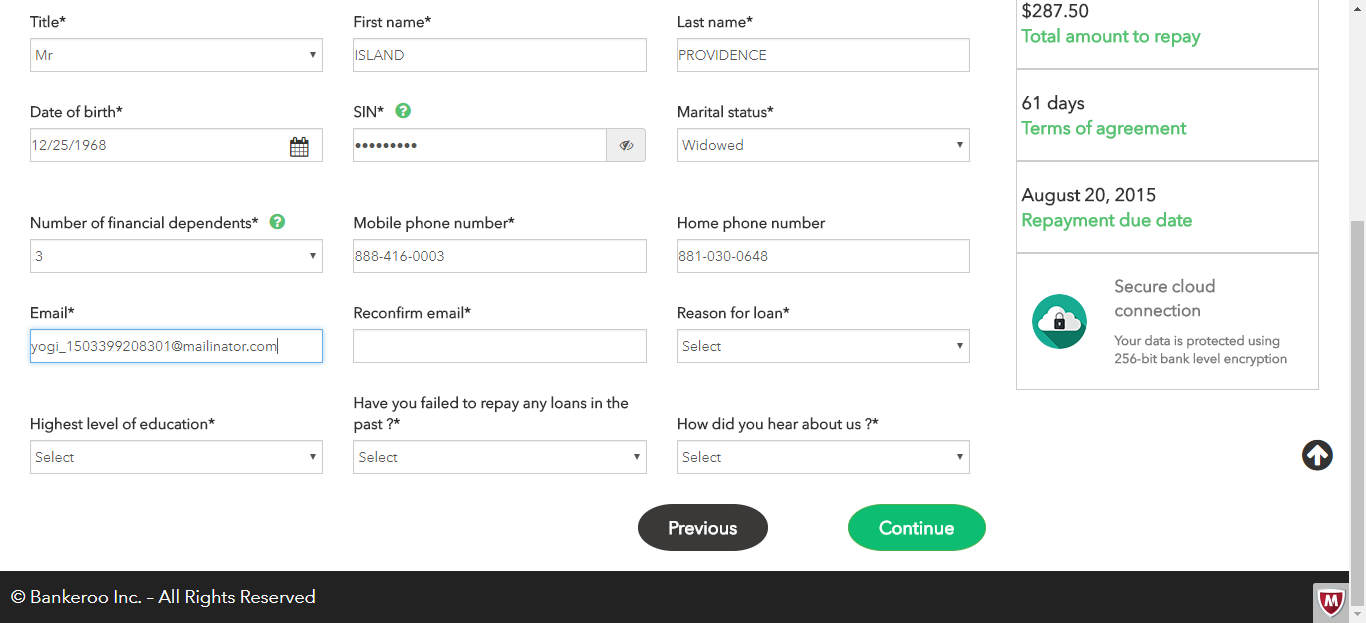 Title*
First name*
Last name*
Mr
ISLAND
PROVIDENCE
Date of birth*
SIN* ?
Marital status*
12/25/1968
•••••••••
Widowed
Number of financial dependents* ?
Mobile phone number*
Home phone number
3
888-416-0003
881-030-0648
Email*
Reconfirm email*
Reason for loan*
yogi_1503399208301@mailinator.com
Select
Highest level of education*
Have you failed to repay any loans in the
past ?*
How did you hear about us ?*
Select
Select
Select
Previous
Continue
$287.50
Total amount to repay
61 days
Terms of agreement
August 20, 2015
Repayment due date
Secure cloud
connection
Your data is protected using
256-bit bank level encryption
© Bankeroo Inc. – All Rights Reserved
M